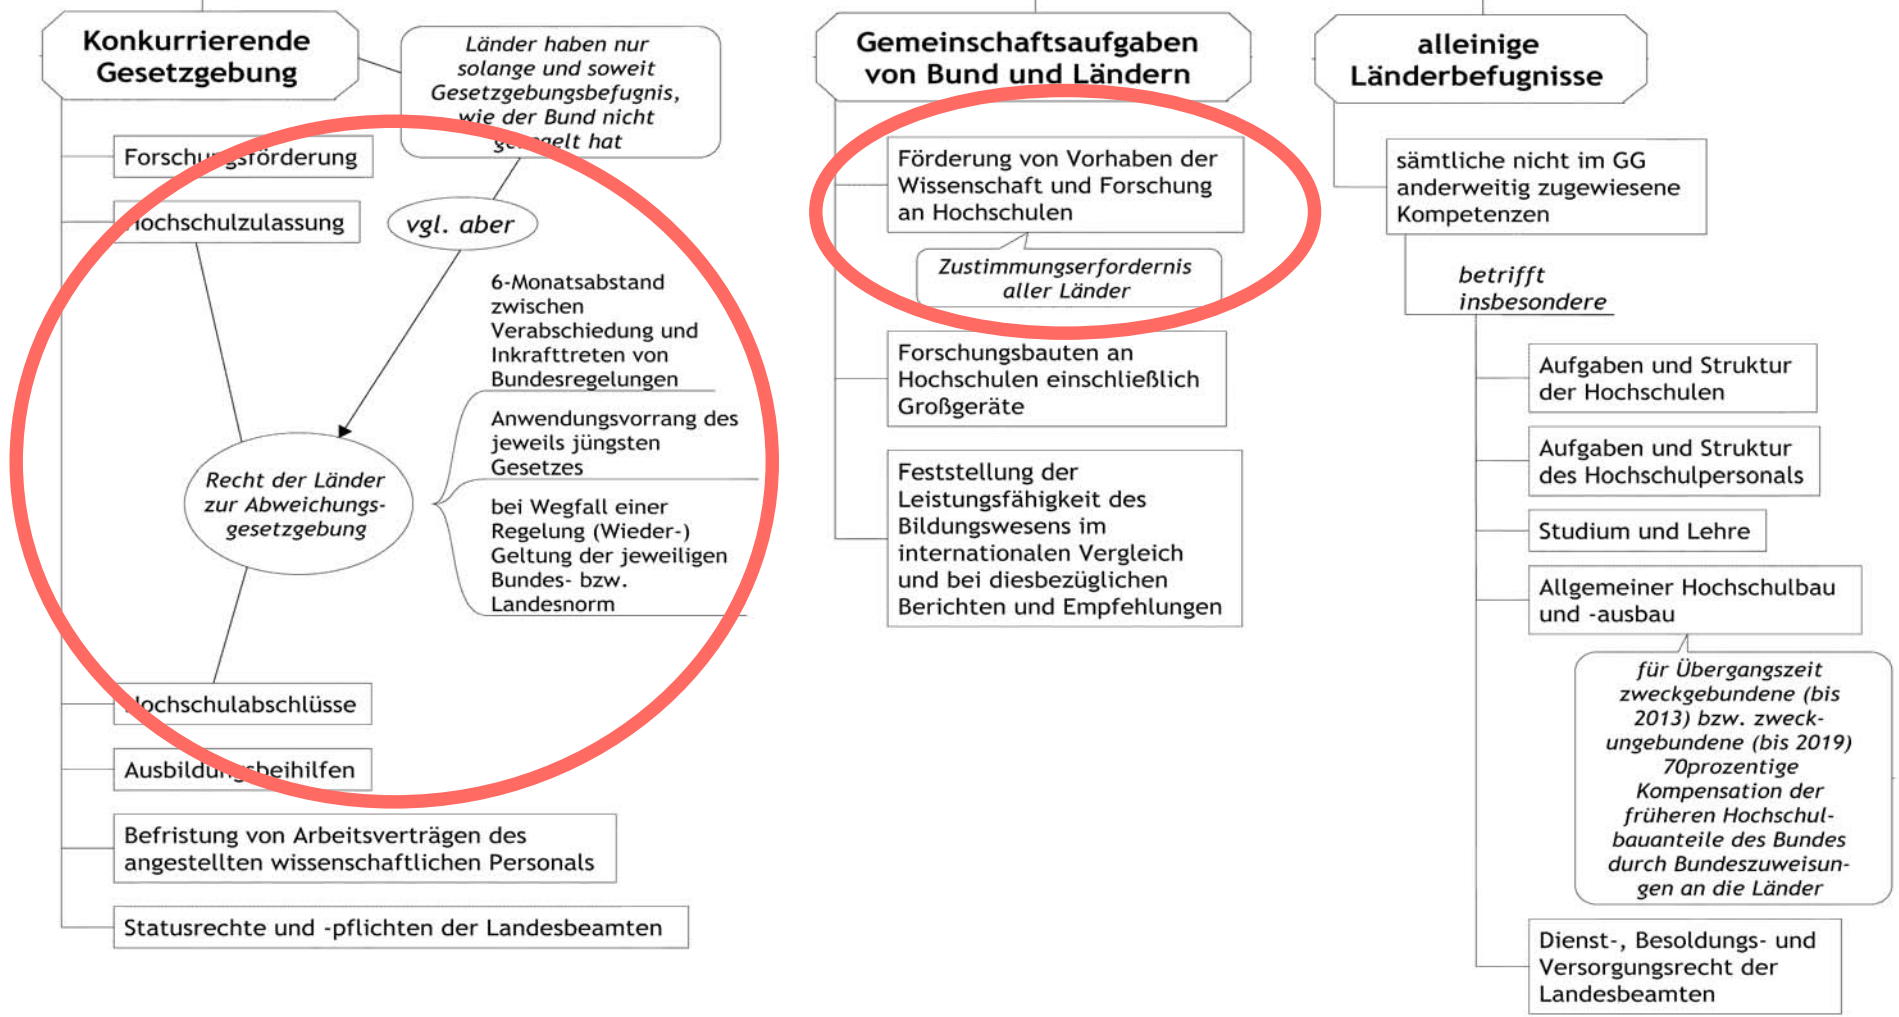 Konkurrierende
Gesetzgebung
Länder haben nur
solange und soweit
Gesetzgebungsbefugnis,
wie der Bund nicht
geregelt hat
Forschungsförderung
Hochschulzulassung
vgl. aber
6-Monatsabstand
zwischen
Verabschiedung und
Inkrafttreten von
Bundesregelungen
Anwendungsvorrang des
jeweils jüngsten
Gesetzes
Recht der Länder
zur Abweichungs-
gesetzgebung
bei Wegfall einer
Regelung (Wieder-)
Geltung der jeweiligen
Bundes- bzw.
Landesnorm
Hochschulabschlüsse
Ausbildungsbeihilfen
Befristung von Arbeitsverträgen des
angestellten wissenschaftlichen Personals
Statusrechte und -pflichten der Landesbeamten
Gemeinschaftsaufgaben
von Bund und Ländern
Förderung von Vorhaben der
Wissenschaft und Forschung
an Hochschulen
Zustimmungserfordernis
aller Länder
Forschungsbauten an
Hochschulen einschließlich
Großgeräte
Feststellung der
Leistungsfähigkeit des
Bildungswesens im
internationalen Vergleich
und bei diesbezüglichen
Berichten und Empfehlungen
alleinige
Länderbefugnisse
sämtliche nicht im GG
anderweitig zugewiesene
Kompetenzen
betrifft
insbesondere
Aufgaben und Struktur
der Hochschulen
Aufgaben und Struktur
des Hochschulpersonals
Studium und Lehre
Allgemeiner Hochschulbau
und -ausbau
für Übergangszeit
zweckgebundene (bis
2013) bzw. zweck-
ungebundene (bis 2019)
70prozentige
Kompensation der
früheren Hochschul-
bauanteile des Bundes
durch Bundeszuweisun-
gen an die Länder
Dienst-, Besoldungs- und
Versorgungsrecht der
Landesbeamten